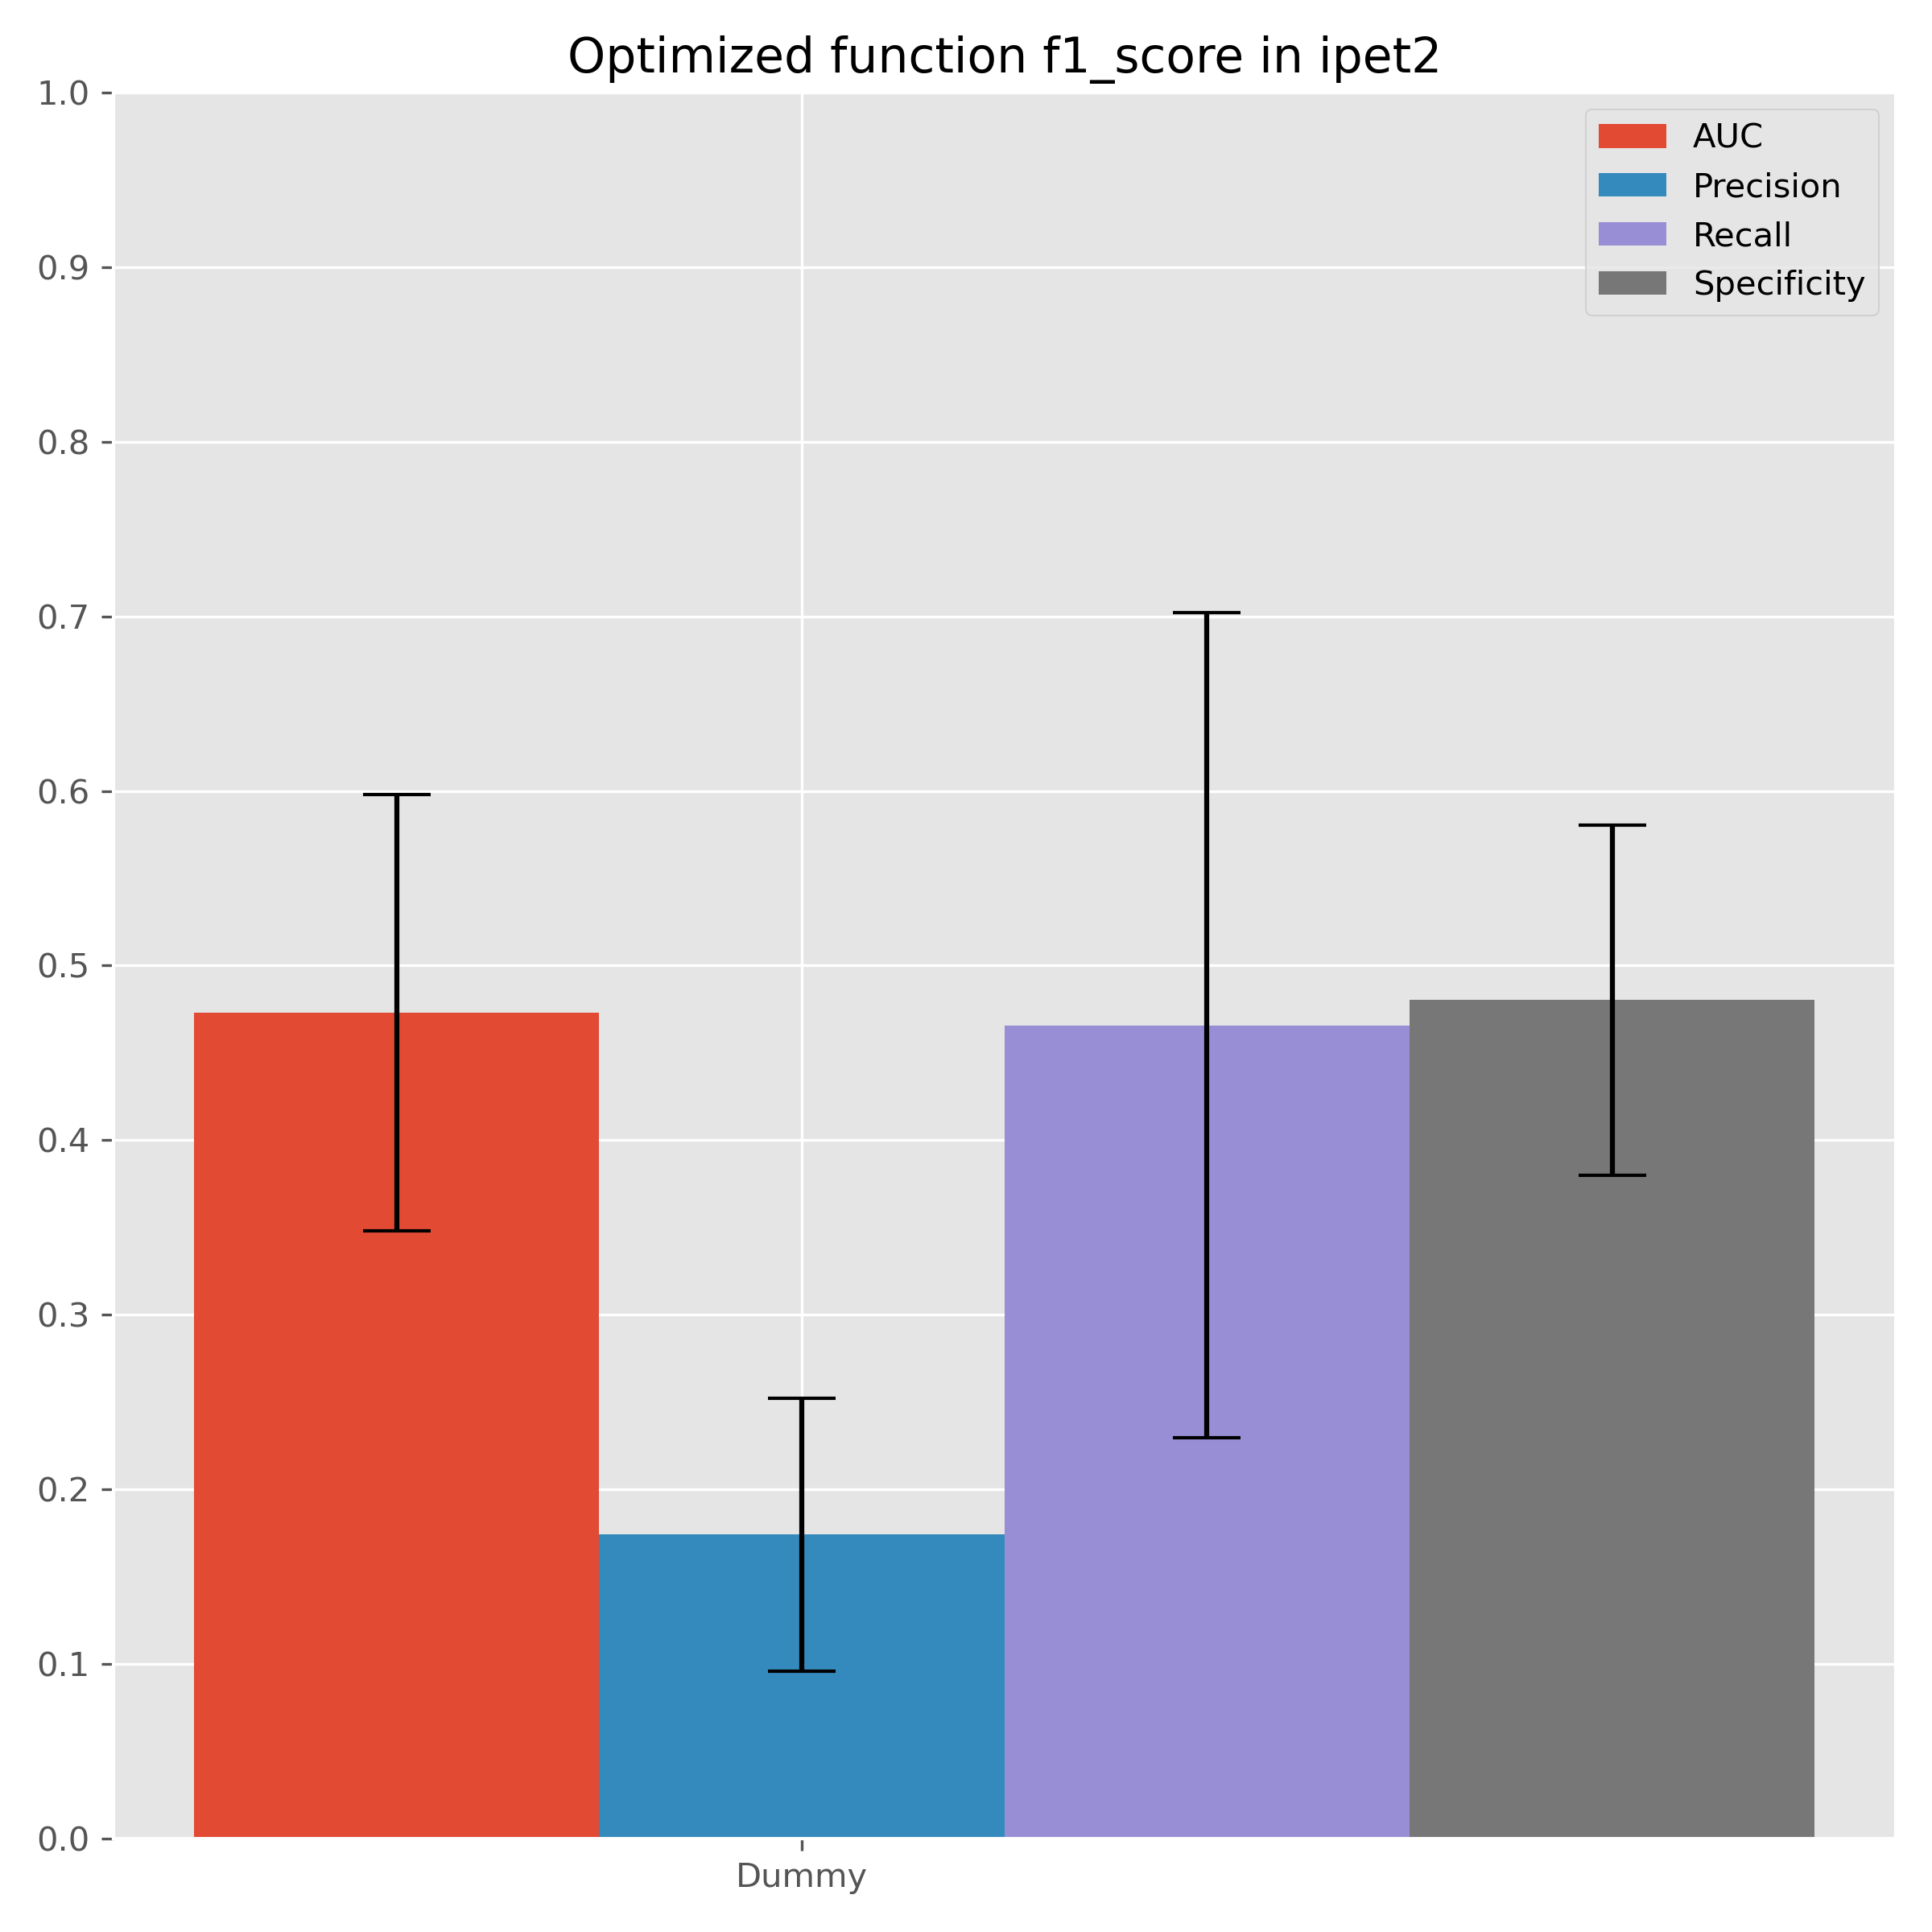 Optimized function f1_score in ipet2
1.0
0.9
0.8
0.7
0.6
0.5
0.4
0.3
0.2
0.1
0.0
AUC
Precision
Recall
Specificity
Dummy